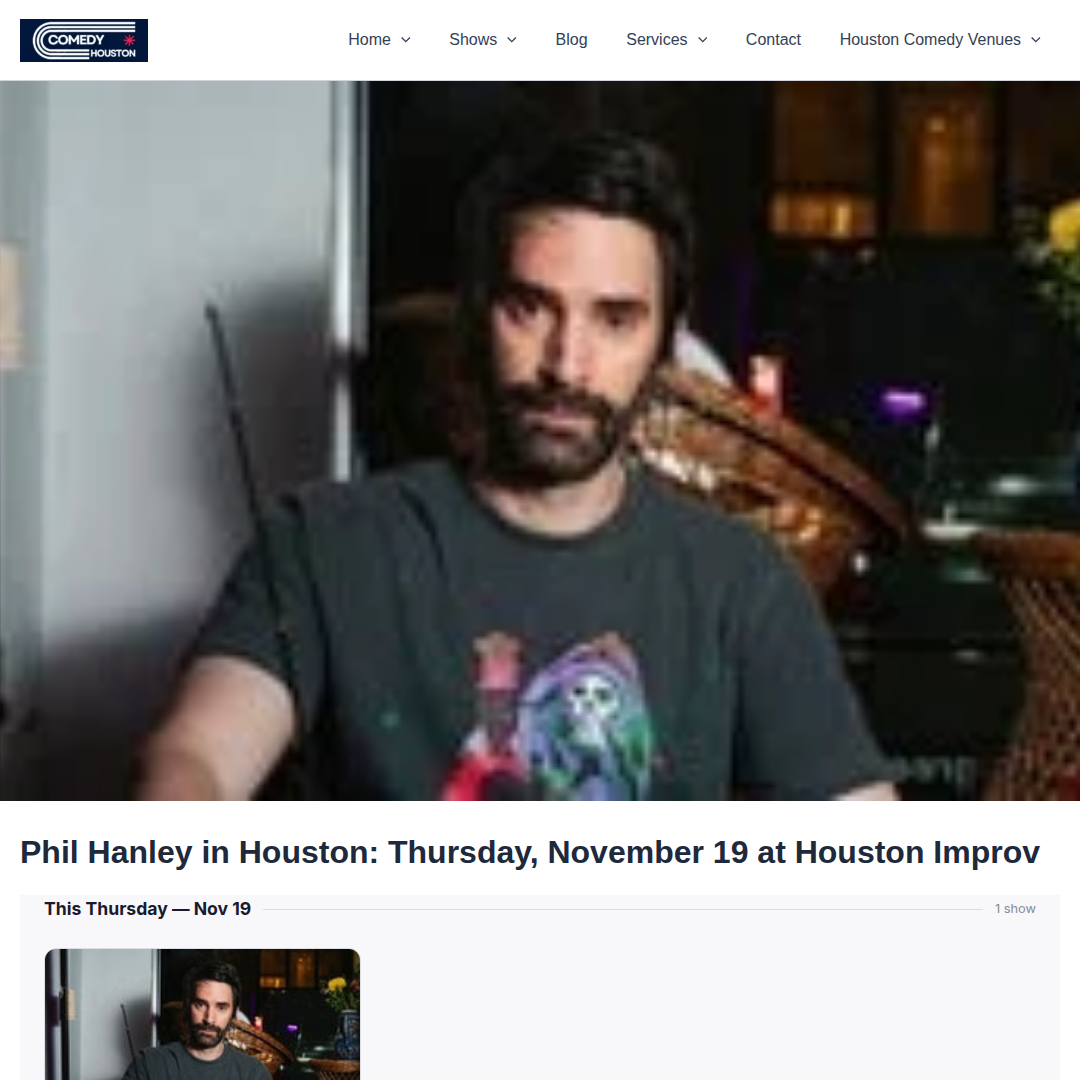 COMEDY
HOUSTON
Home
Shows
Blog
Services
Contact
Houston Comedy Venues
Phil Hanley in Houston: Thursday, November 19 at Houston Improv
This Thursday — Nov 19
1 show